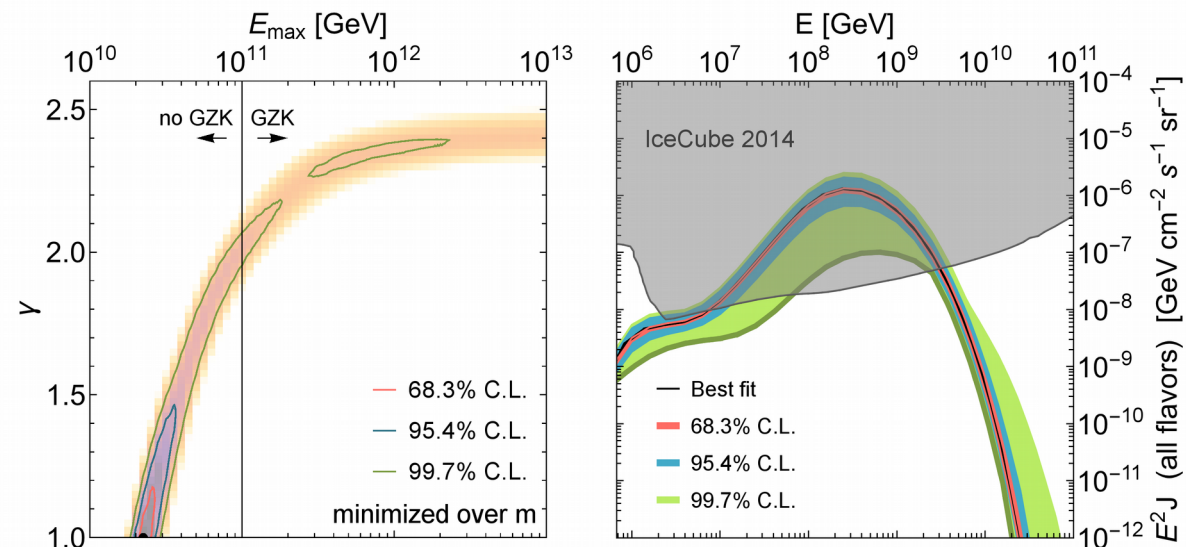 E_max [GeV]
10^10 10^11 10^12 10^13
2.5
2.0
1.5
1.0
γ
no GZK GZK
68.3% C.L.
95.4% C.L.
99.7% C.L.
minimized over m
E [GeV]
10^6 10^7 10^8 10^9 10^10 10^11
IceCube 2014
Best fit
68.3% C.L.
95.4% C.L.
99.7% C.L.
10^-4
10^-5
10^-6
10^-7
10^-8
10^-9
10^-10
10^-11
10^-12
E^2J (all flavors) [GeV cm^-2 s^-1 sr^-1]